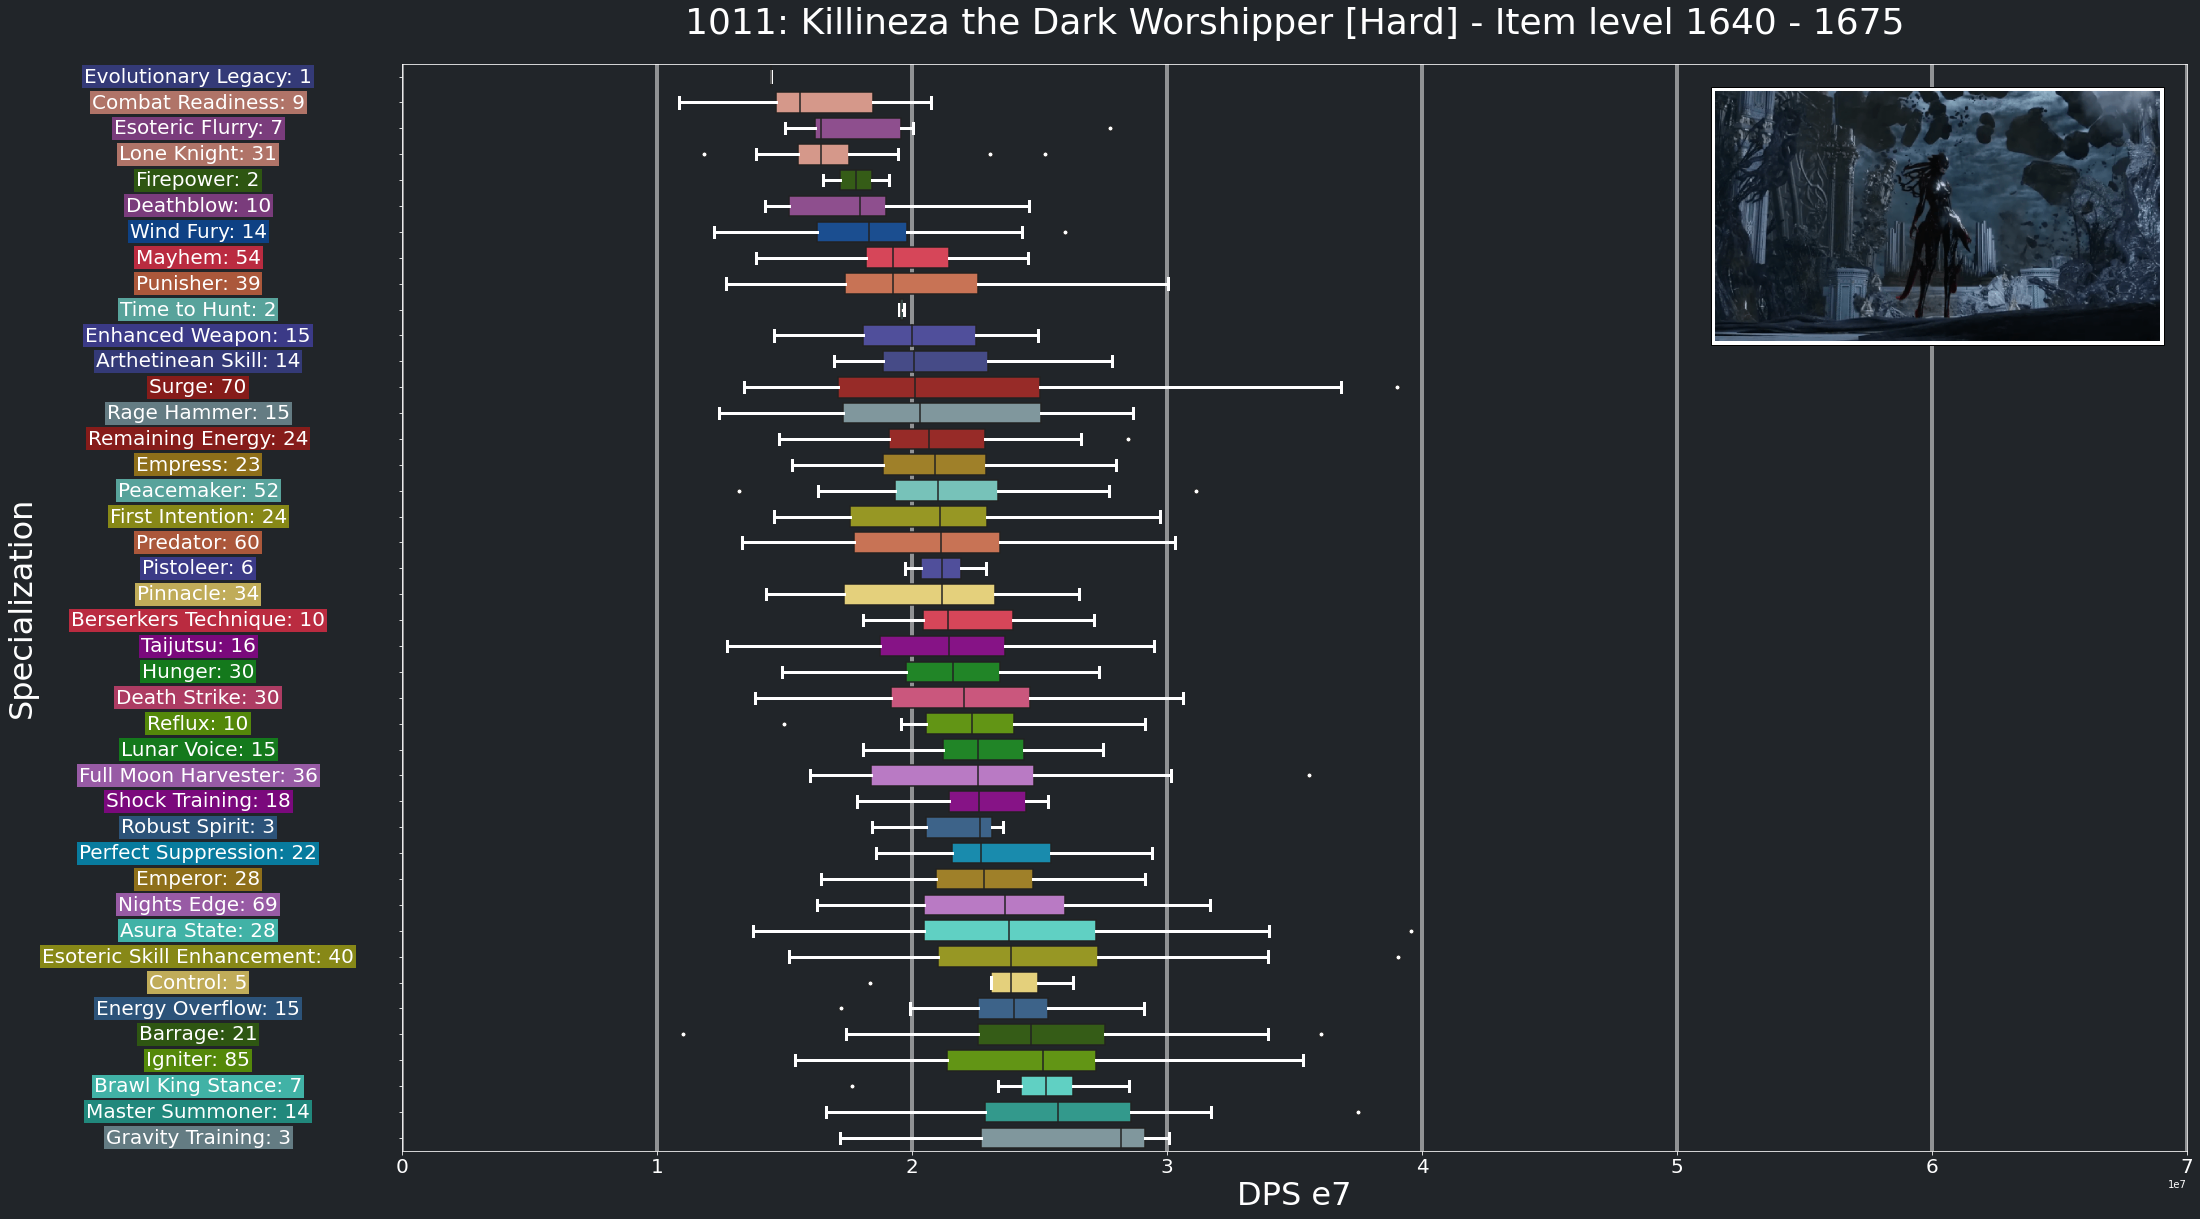 1011: Killineza the Dark Worshipper [Hard] - Item level 1640 - 1675
Specialization
Evolutionary Legacy: 1
Combat Readiness: 9
Esoteric Flurry: 7
Lone Knight: 31
Firepower: 2
Deathblow: 10
Wind Fury: 14
Mayhem: 54
Punisher: 39
Time to Hunt: 2
Enhanced Weapon: 15
Arthetinean Skill: 14
Surge: 70
Rage Hammer: 15
Remaining Energy: 24
Empress: 23
Peacemaker: 52
First Intention: 24
Predator: 60
Pistoleer: 6
Pinnacle: 34
Berserkers Technique: 10
Taijutsu: 16
Hunger: 30
Death Strike: 30
Reflux: 10
Lunar Voice: 15
Full Moon Harvester: 36
Shock Training: 18
Robust Spirit: 3
Perfect Suppression: 22
Emperor: 28
Nights Edge: 69
Asura State: 28
Esoteric Skill Enhancement: 40
Control: 5
Energy Overflow: 15
Barrage: 21
Igniter: 85
Brawl King Stance: 7
Master Summoner: 14
Gravity Training: 3
0 1 2 3 4 5 6 7
1e7
DPS e7